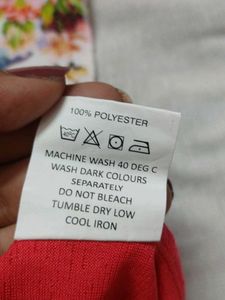 100% POLYESTER
MACHINE WASH 40 DEG C
WASH DARK COLOURS
SEPARATELY
DO NOT BLEACH
TUMBLE DRY LOW
COOL IRON